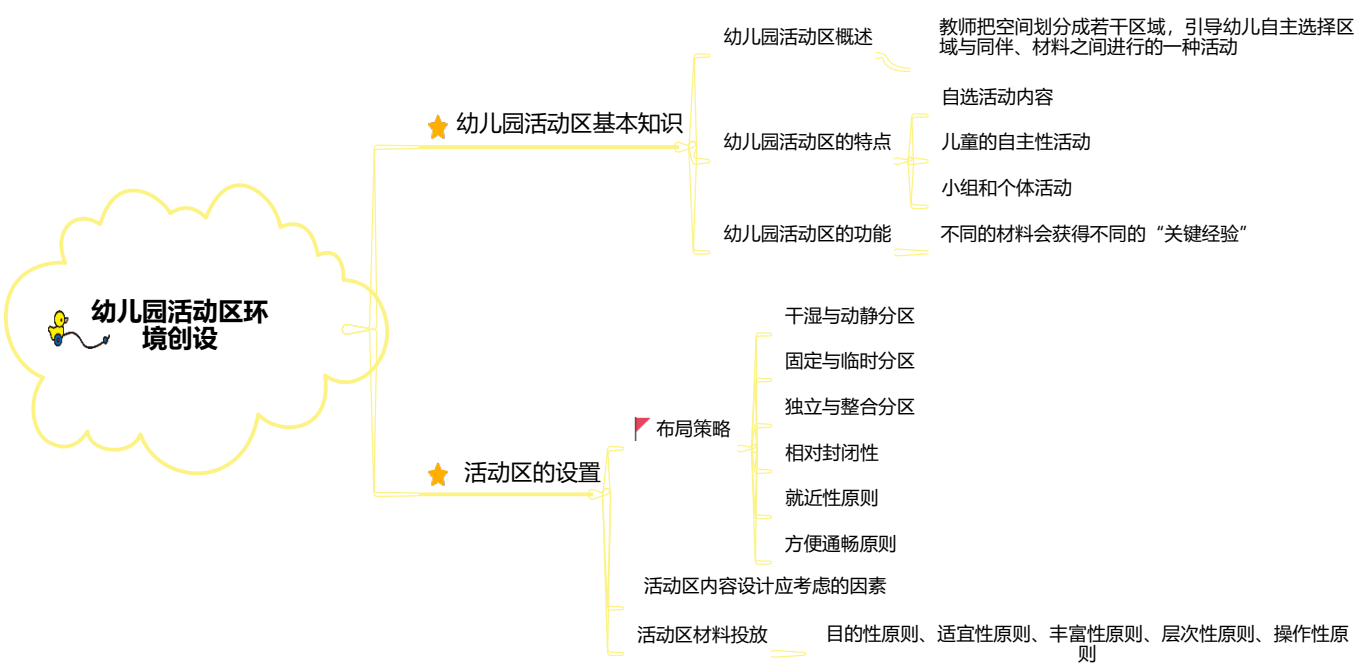 幼儿园活动区环
境创设
幼儿园活动区基本知识
幼儿园活动区概述
教师把空间划分成若干区域，引导幼儿自主选择区
域与同伴、材料之间进行的一种活动
幼儿园活动区的特点
自选活动内容
儿童的自主性活动
小组和个体活动
幼儿园活动区的功能
不同的材料会获得不同的“关键经验”
活动区的设置
布局策略
干湿与动静分区
固定与临时分区
独立与整合分区
相对封闭性
就近性原则
方便通畅原则
活动区内容设计应考虑的因素
活动区材料投放
目的性原则、适宜性原则、丰富性原则、层次性原则、操作性原
则